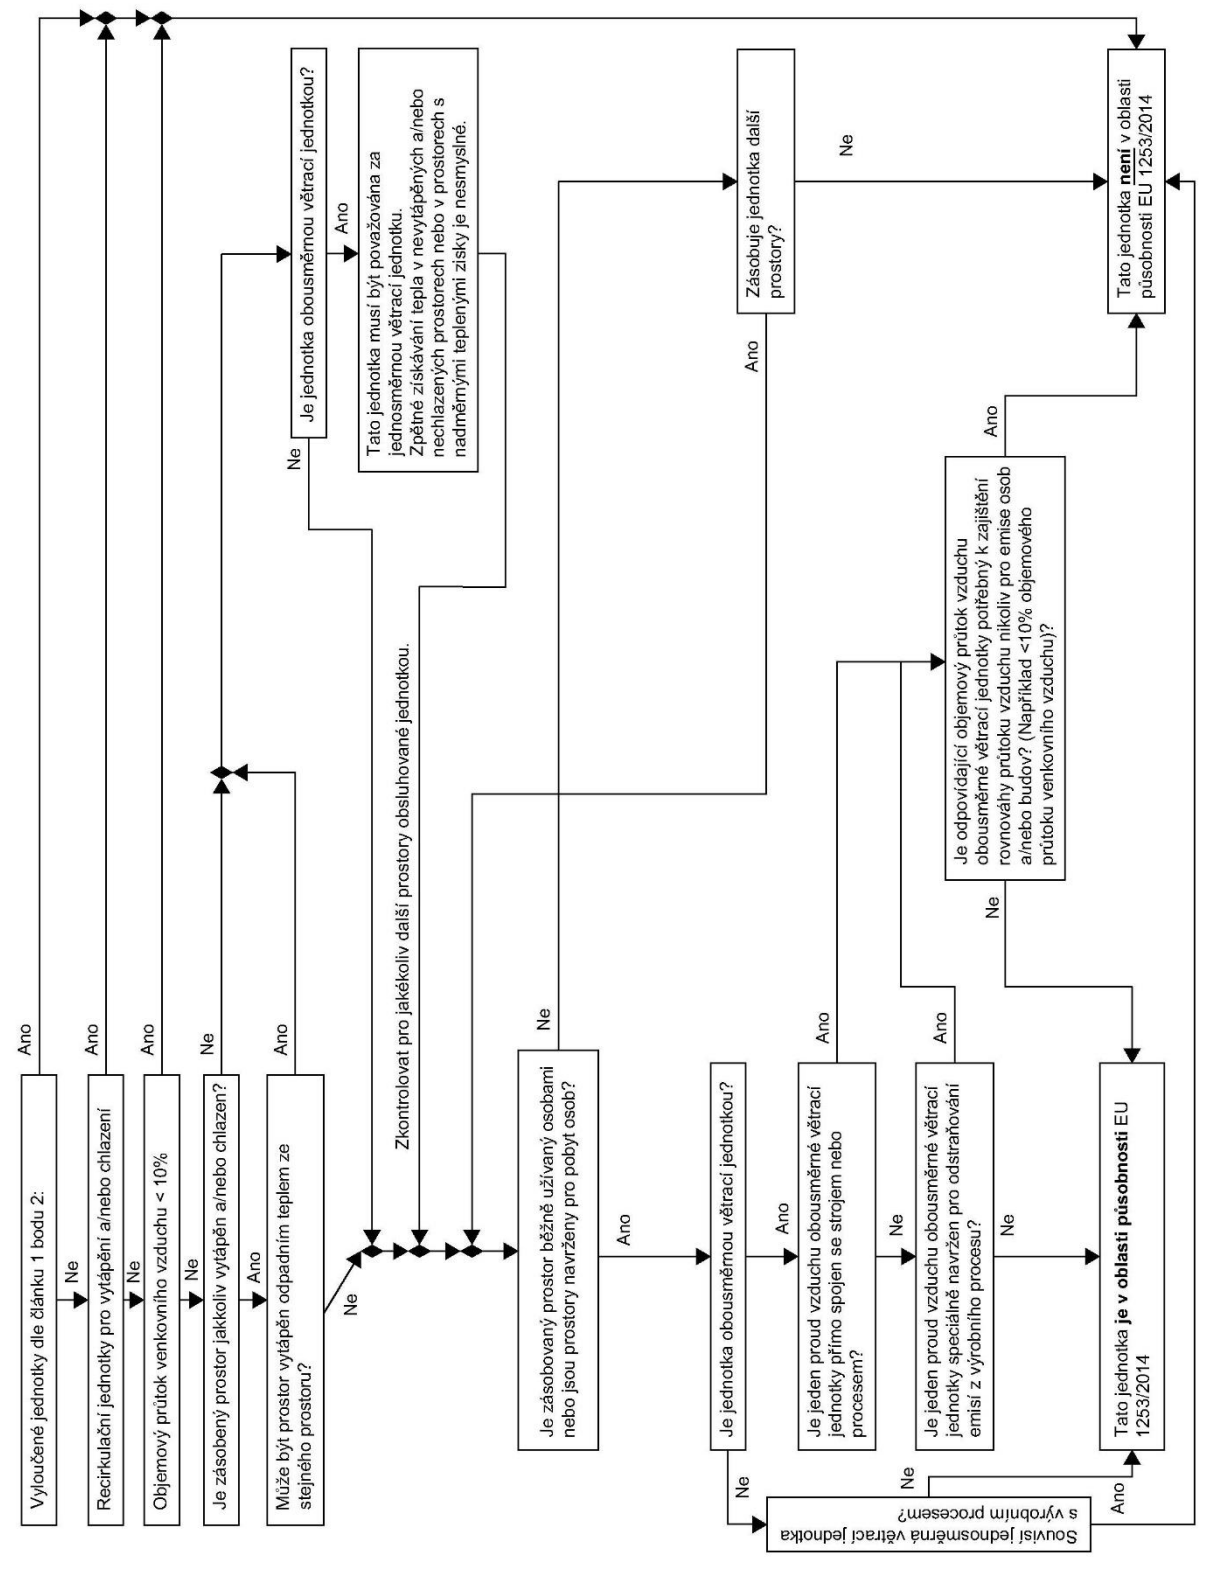 Vyloučené jednotky dle článku 1 bodu 2:
Ano
Ne
Recirkulační jednotky pro vytápění a/nebo chlazení
Ano
Ne
Objemový průtok venkovního vzduchu < 10%
Ano
Ne
Je zásobený prostor jakkoliv vytápěn a/nebo chlazen?
Ne
Ano
Může být prostor vytápěn odpadním teplem ze
stejného prostoru?
Ano
Ne
Je jednotka obousměrnou větrací jednotkou?
Ne
Ano
Tato jednotka musí být považována za
jednosměrnou větrací jednotku.
Zpětné získávání tepla v nevytápěných a/nebo
nechlazených prostorech nebo v prostorech s
nadměrnými teplenými zisky je nesmyslné.
Zkontrolovat pro jakékoliv další prostory obsluhované jednotkou.
Je zásobovaný prostor běžně užívaný osobami
nebo jsou prostory navrženy pro pobyt osob?
Ne
Ano
Zásobuje jednotka další
prostory?
Ano
Ne
Je jednotka obousměrnou větrací jednotkou?
Ne
Ano
Je jeden proud vzduchu obousměrné větrací
jednotky přímo spojen se strojem nebo
procesem?
Ano
Ne
Je jeden proud vzduchu obousměrné větrací
jednotky speciálně navržen pro odstraňování
emisí z výrobního procesu?
Ano
Ne
Je odpovídající objemový průtok vzduchu
obousměrné větrací jednotky potřebný k zajištění
rovnováhy průtoku vzduchu nikoliv pro emise osob
a/nebo budov? (Například <10% objemového
průtoku venkovního vzduchu)?
Ano
Ne
Souvisí jednosměrná větrací jednotka
s výrobním procesem?
Ne
Ano
Tato jednotka je v oblasti působnosti EU
1253/2014
Tato jednotka není v oblasti
působnosti EU 1253/2014